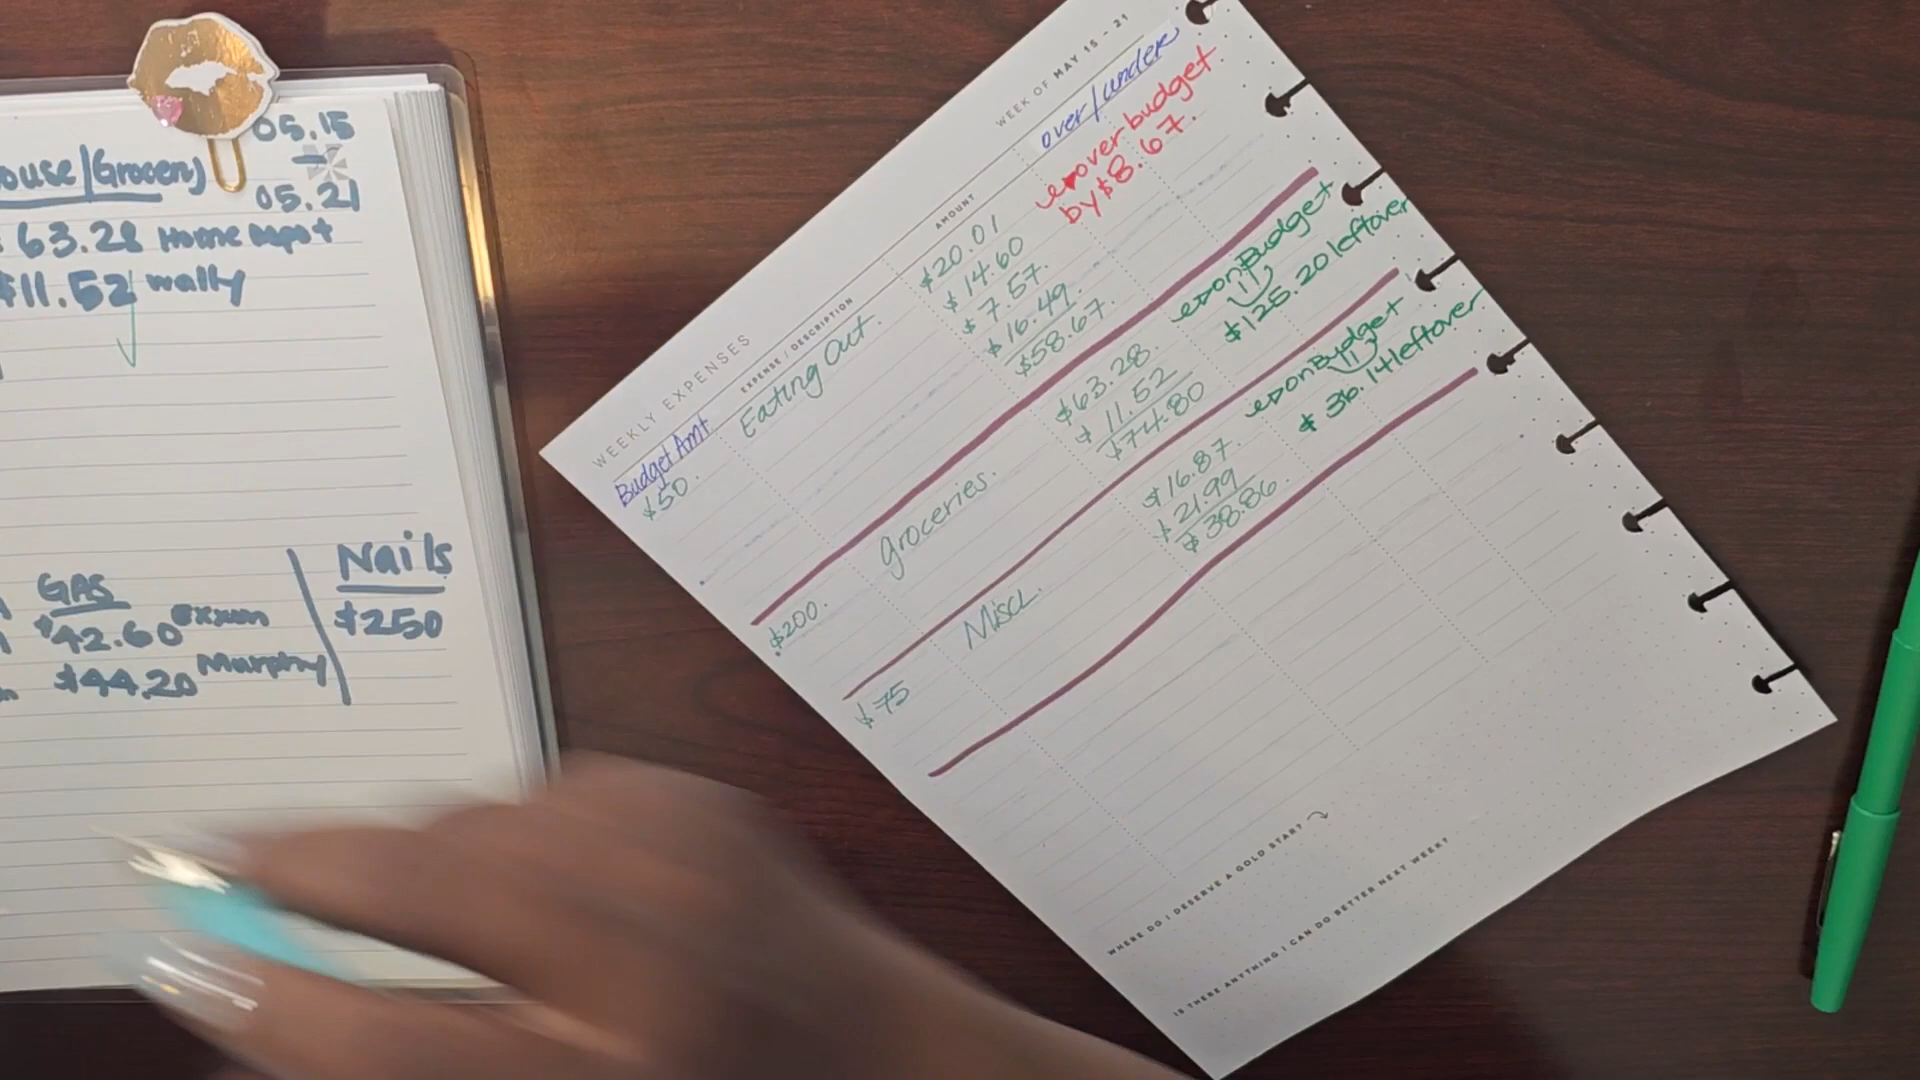 05.15
-
ouse/Grocery
05.21
63.28 Home Depot
$11.52 wally
GAS
$42.60 Exxon
$44.20 Murphy
Nails
$250
WEEKLY EXPENSES
WEEK OF MAY 15 - 21
Budget Amt
EXPENSE / DESCRIPTION
AMOUNT
over/under
$50.
Eating Out.
$20.01
$14.60
$7.57.
$16.49.
$58.67.
over budget.
by $8.67.
$200.
groceries.
$63.28.
$11.52
$74.80
on Budget
$125.20 leftover
$75
Miscl.
$16.87.
$21.99
$38.86.
on Budget
$36.14 leftover
WHERE DO I DESERVE A GOLD STAR?
IS THERE ANYTHING I CAN DO BETTER NEXT WEEK?